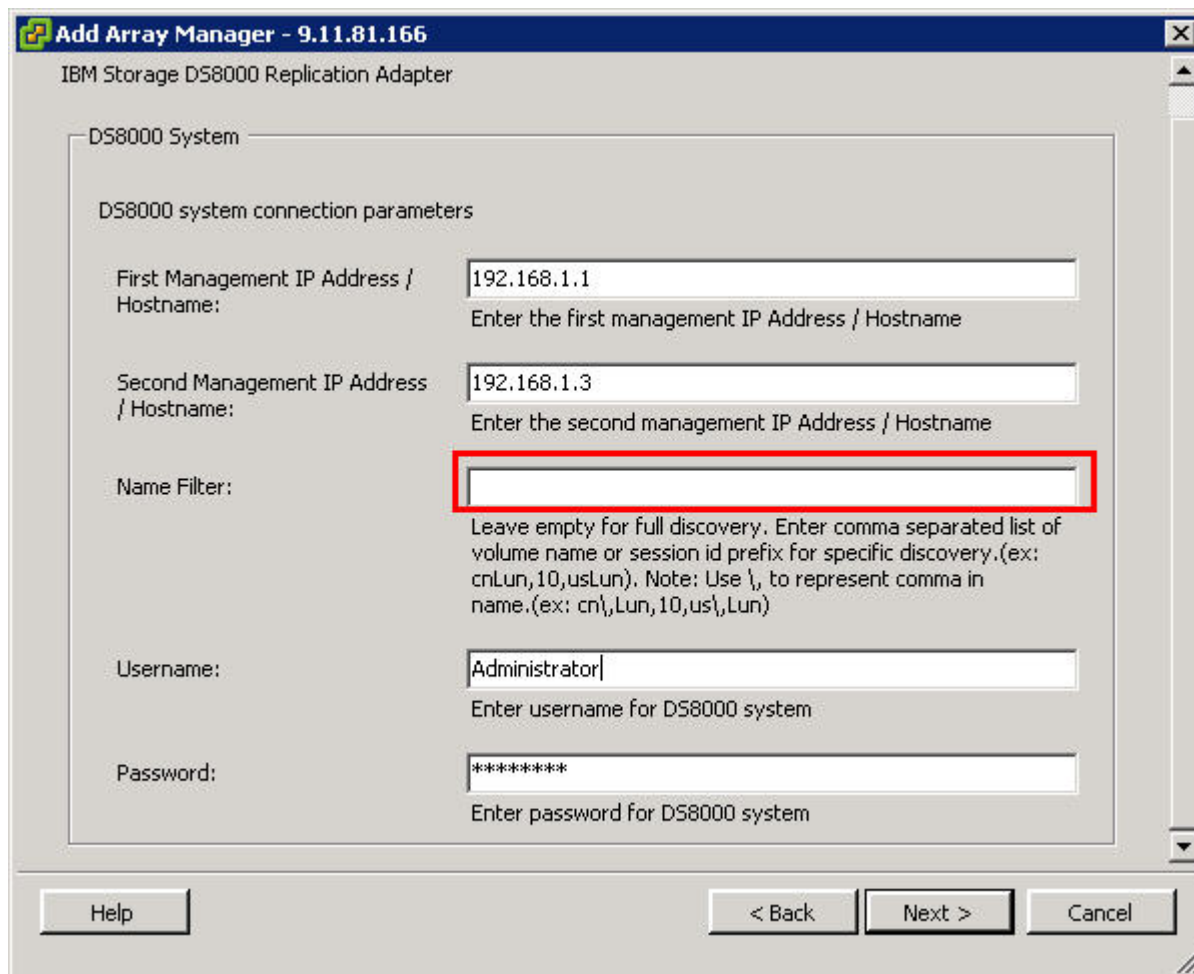 Add Array Manager - 9.11.81.166
IBM Storage DS8000 Replication Adapter
DS8000 System
DS8000 system connection parameters
First Management IP Address /
Hostname:
192.168.1.1
Enter the first management IP Address / Hostname
Second Management IP Address
/ Hostname:
192.168.1.3
Enter the second management IP Address / Hostname
Name Filter:
Leave empty for full discovery. Enter comma separated list of
volume name or session id prefix for specific discovery.(ex:
cnLun,10,usLun). Note: Use \, to represent comma in
name.(ex: cn\,Lun,10,us\,Lun)
Username:
Administrator
Enter username for DS8000 system
Password:
********
Enter password for DS8000 system
Help
< Back
Next >
Cancel